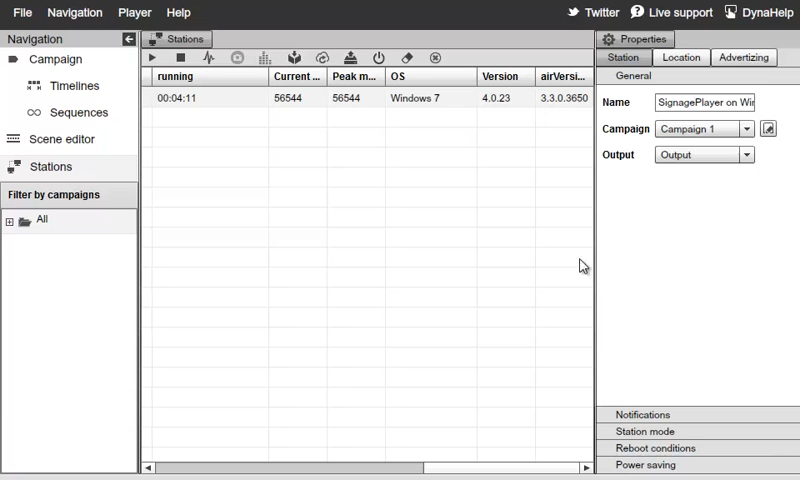 File Navigation Player Help Twitter Live support DynaHelp
Navigation
Campaign
Timelines
Sequences
Scene editor
Stations
Filter by campaigns
All
Stations
running Current ... Peak m... OS Version airVersi...
00:04:11 56544 56544 Windows 7 4.0.23 3.3.0.3650
Properties
Station Location Advertizing
General
Name SignagePlayer on Wir
Campaign Campaign 1
Output Output
Notifications
Station mode
Reboot conditions
Power saving